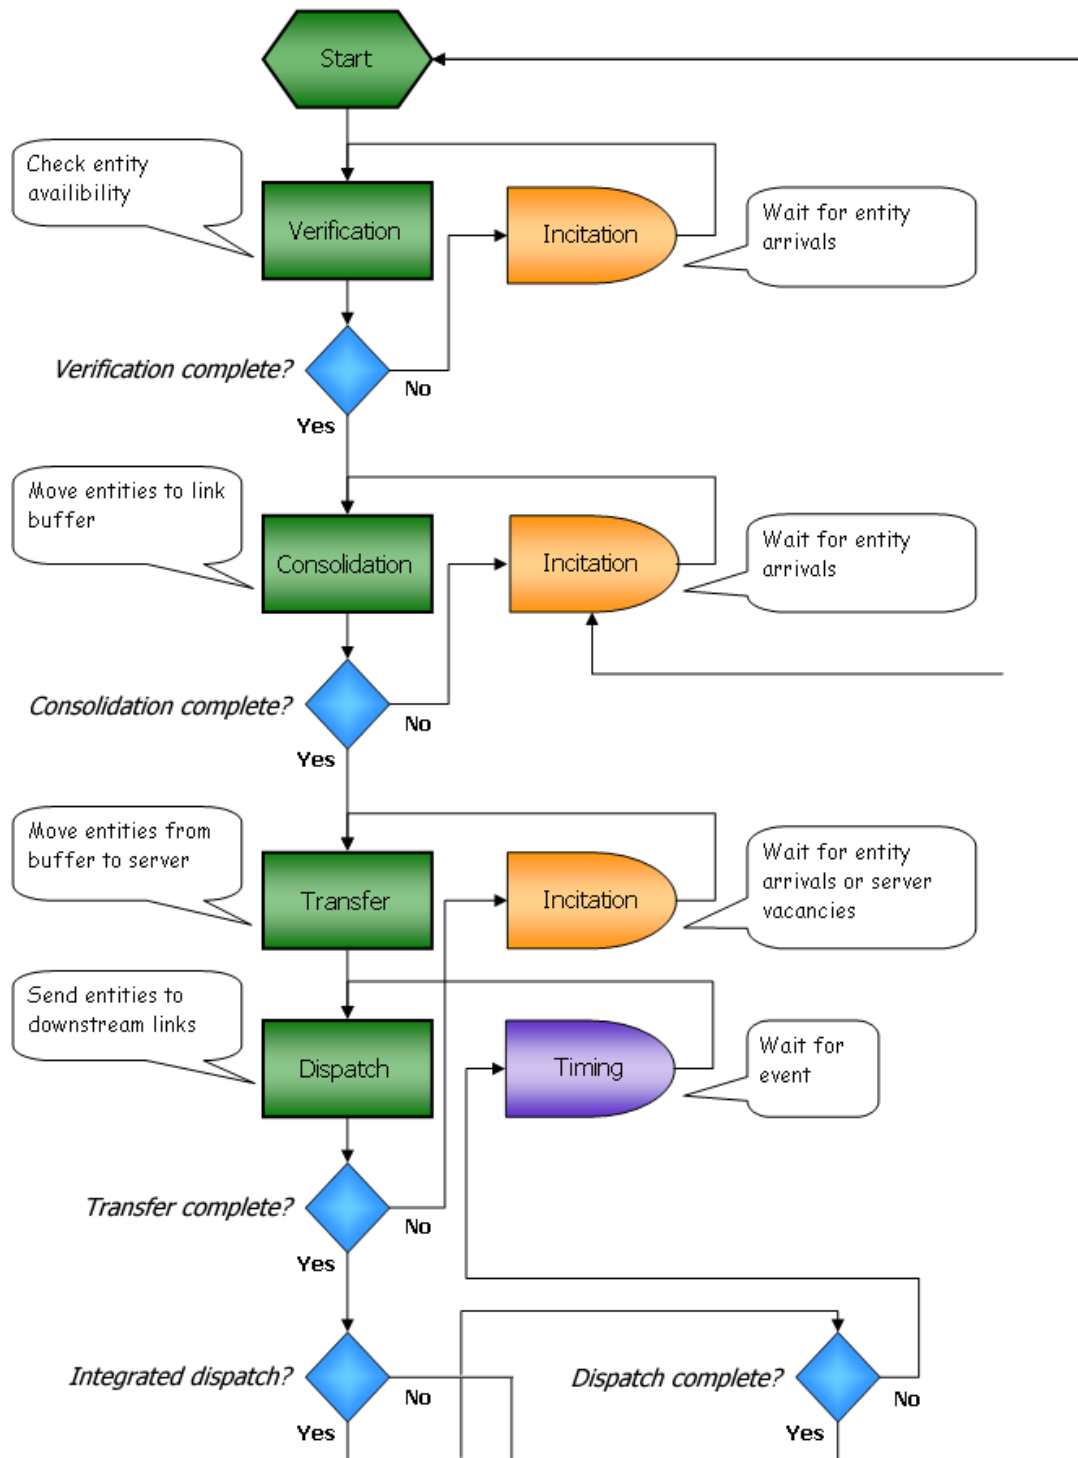 Start
Check entity
availibility
Verification
Incitation
Wait for entity
arrivals
Verification complete?
No
Yes
Move entities to link
buffer
Consolidation
Incitation
Wait for entity
arrivals
Consolidation complete?
No
Yes
Move entities from
buffer to server
Transfer
Incitation
Wait for entity
arrivals or server
vacancies
Send entities to
downstream links
Dispatch
Timing
Wait for
event
Transfer complete?
No
Yes
Integrated dispatch?
No
Yes
Dispatch complete?
No
Yes